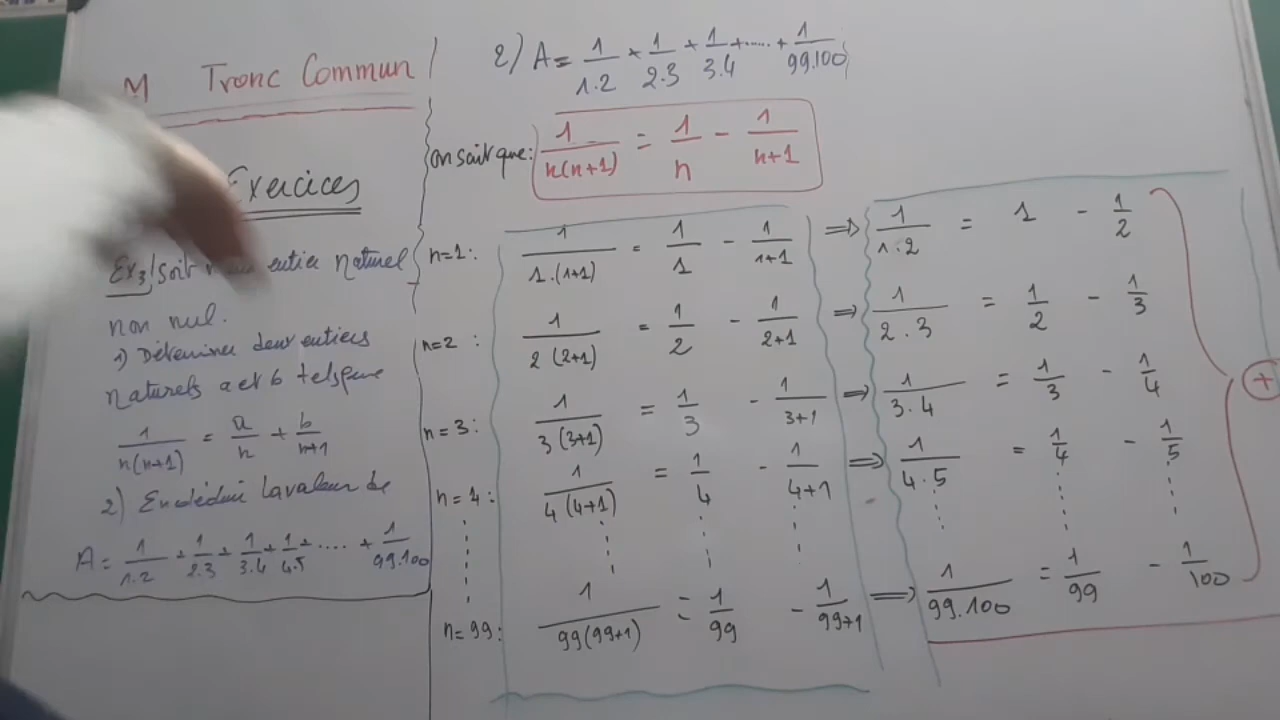 M Tronc Commun
Exercices
Ex3/ Soit n un entier naturel
non nul.
1) Déterminer deux entiers
naturels a et b tels que
1/n(n+1) = a/n + b/n+1
2) En déduire la valeur de
A = 1/1.2 + 1/2.3 + 1/3.4 + 1/4.5 + .... + 1/99.100
2) A = 1/1.2 + 1/2.3 + 1/3.4 + ..... + 1/99.100
on sait que: 1/n(n+1) = 1/n - 1/n+1
n=1: 1/1.(1+1) = 1/1 - 1/1+1 ⟹ 1/1.2 = 1 - 1/2
n=2: 1/2(2+1) = 1/2 - 1/2+1 ⟹ 1/2.3 = 1/2 - 1/3
n=3: 1/3(3+1) = 1/3 - 1/3+1 ⟹ 1/3.4 = 1/3 - 1/4
n=4: 1/4(4+1) = 1/4 - 1/4+1 ⟹ 1/4.5 = 1/4 - 1/5
n=99: 1/99(99+1) = 1/99 - 1/99+1 ⟹ 1/99.100 = 1/99 - 1/100
+